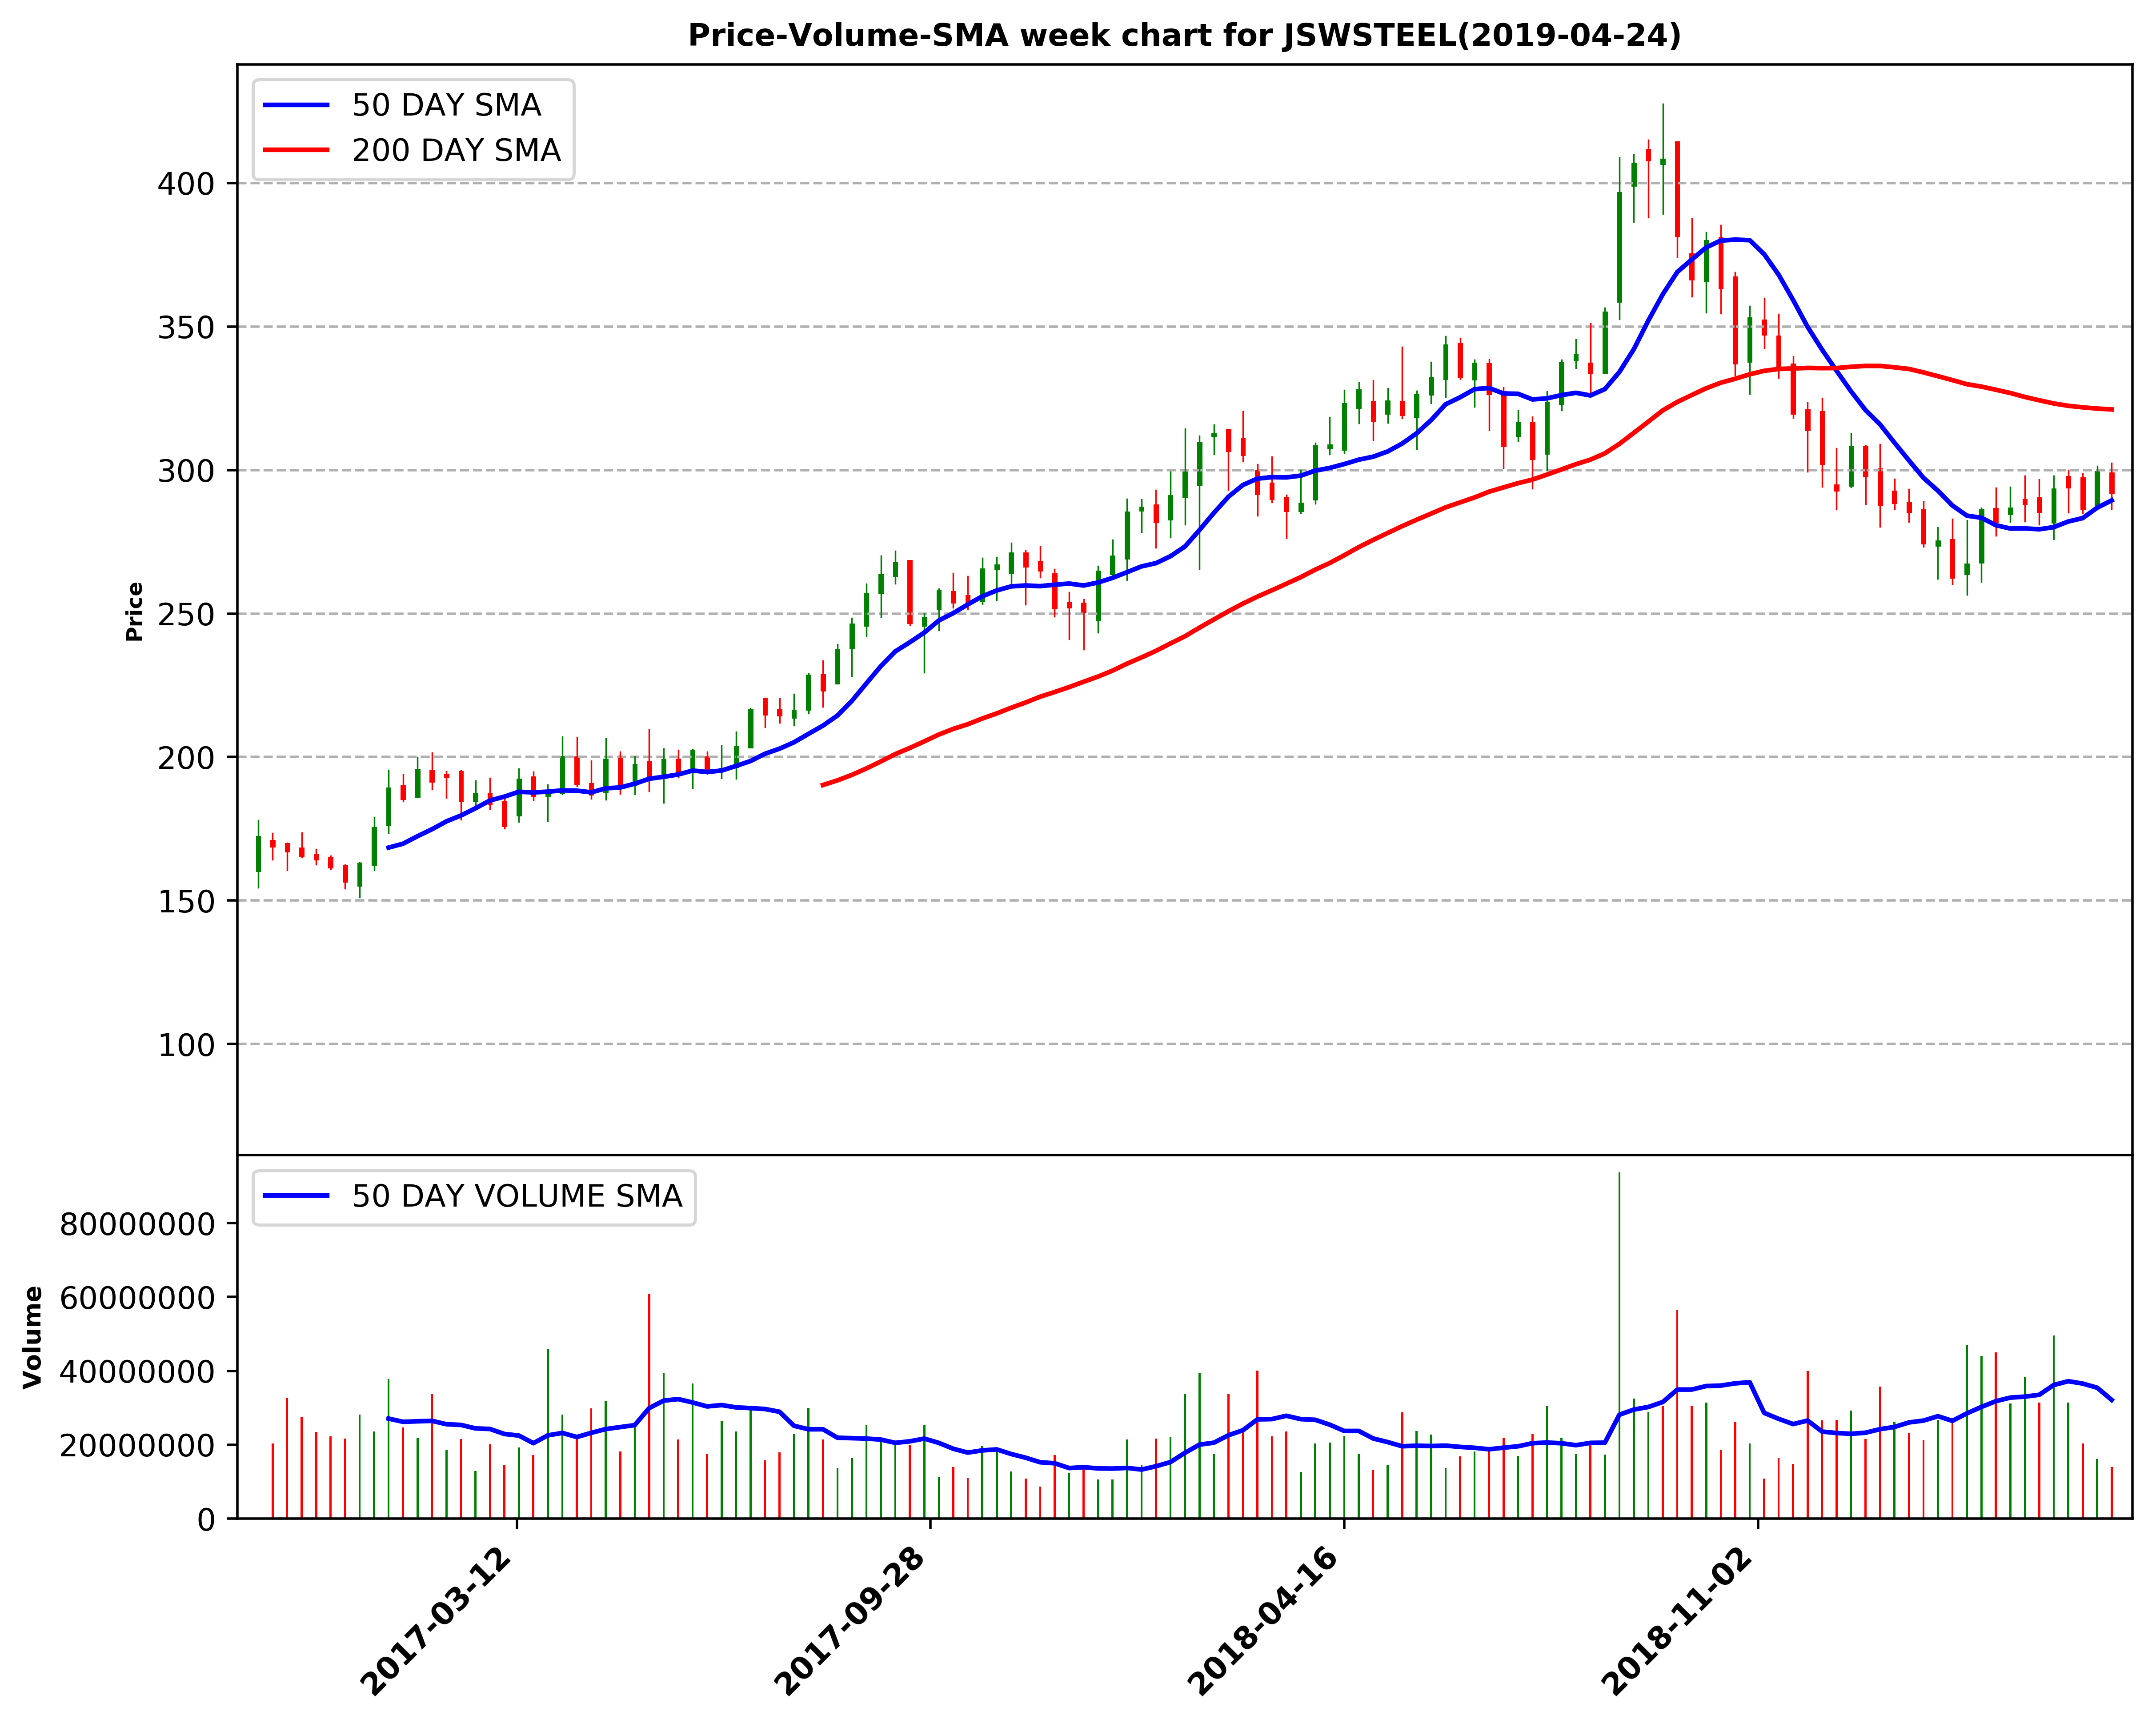 Price-Volume-SMA week chart for JSWSTEEL(2019-04-24)
50 DAY SMA
200 DAY SMA
400
350
300
250
200
150
100
Price
50 DAY VOLUME SMA
80000000
60000000
40000000
20000000
0
Volume
2017-03-12
2017-09-28
2018-04-16
2018-11-02